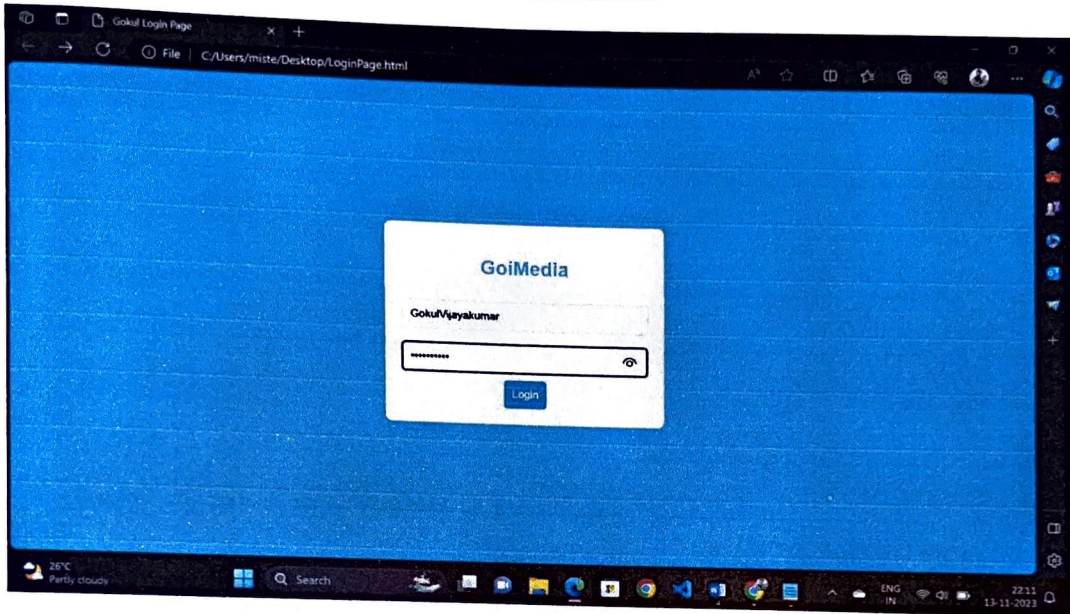 Gokul Login Page
File C:/Users/miste/Desktop/LoginPage.html
GoiMedia
GokulVijayakumar
••••••••••
Login
26°C
Partly cloudy
Search
ENG
IN
22:11
13-11-2023